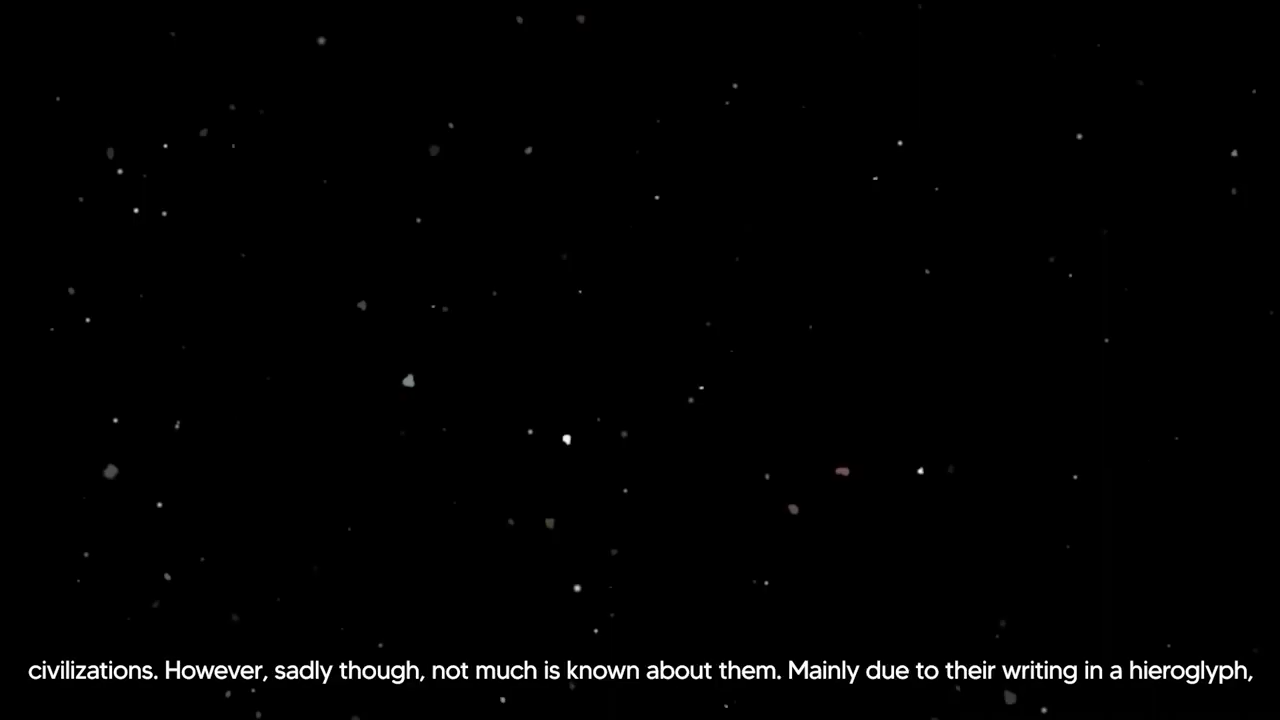 civilizations. However, sadly though, not much is known about them. Mainly due to their writing in a hieroglyph,